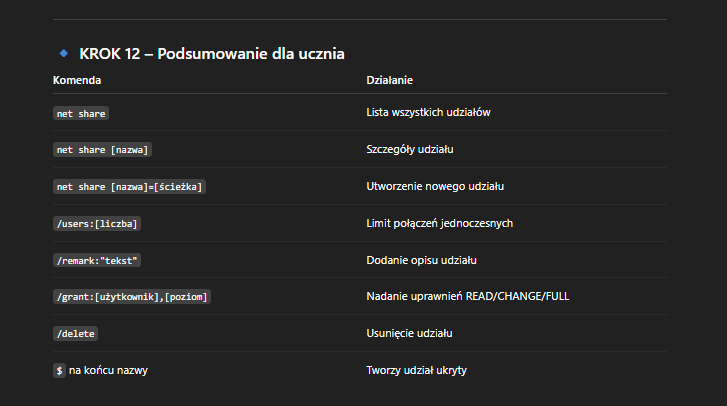 KROK 12 – Podsumowanie dla ucznia
Komenda Działanie
net share Lista wszystkich udziałów
net share [nazwa] Szczegóły udziału
net share [nazwa]=[ścieżka] Utworzenie nowego udziału
/users:[liczba] Limit połączeń jednoczesnych
/remark:"tekst" Dodanie opisu udziału
/grant:[użytkownik],[poziom] Nadanie uprawnień READ/CHANGE/FULL
/delete Usunięcie udziału
$ na końcu nazwy Tworzy udział ukryty